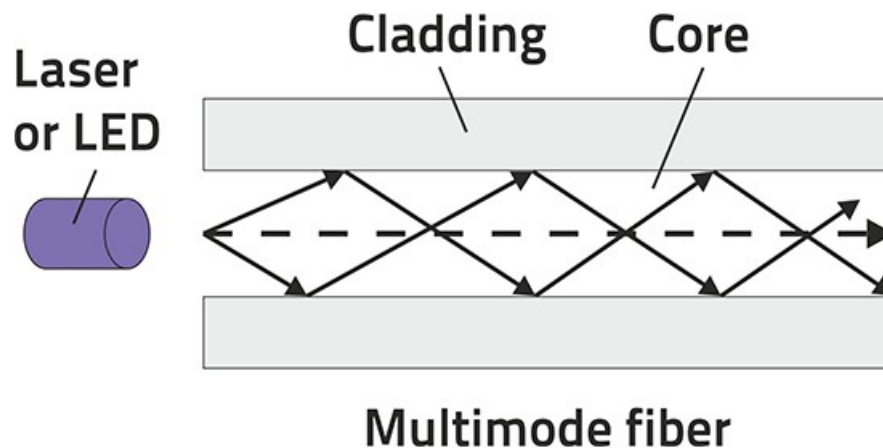 Cladding
Core
Laser
or LED
Multimode fiber